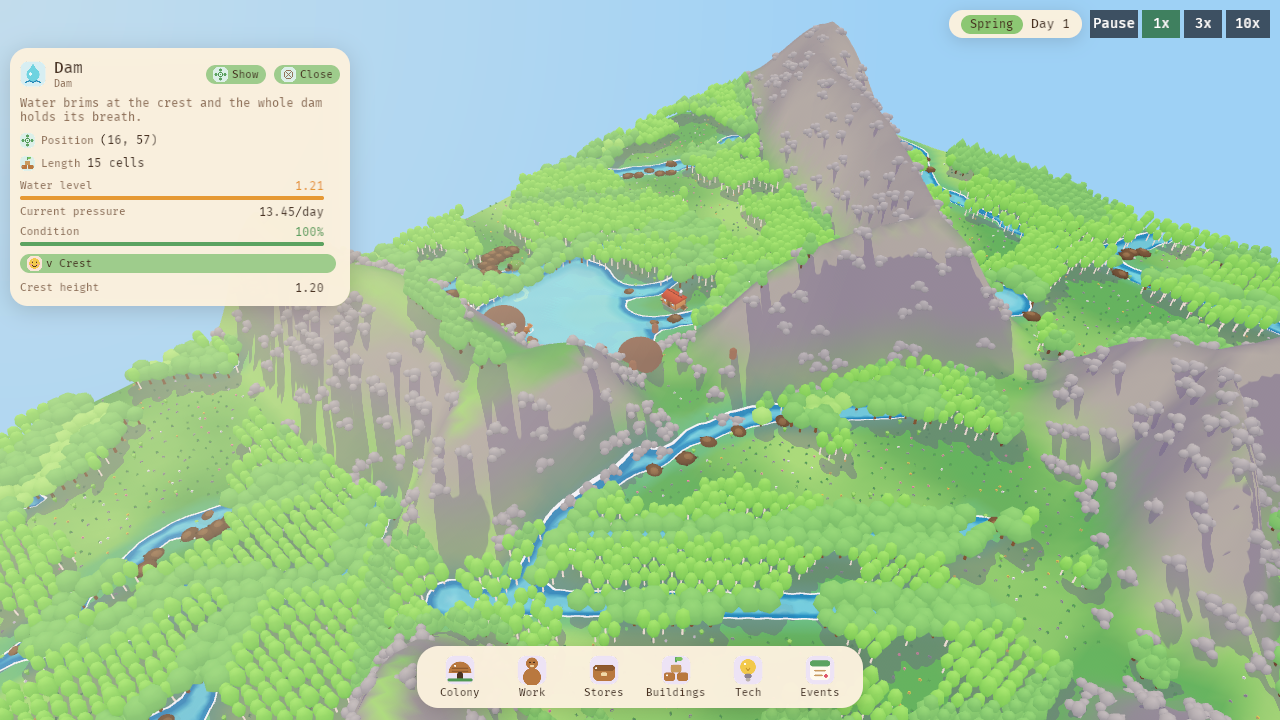 Spring Day 1 Pause 1x 3x 10x
Dam
Dam
Show Close
Water brims at the crest and the whole dam
holds its breath.
Position (16, 57)
Length 15 cells
Water level 1.21
Current pressure 13.45/day
Condition 100%
v Crest
Crest height 1.20
Colony Work Stores Buildings Tech Events